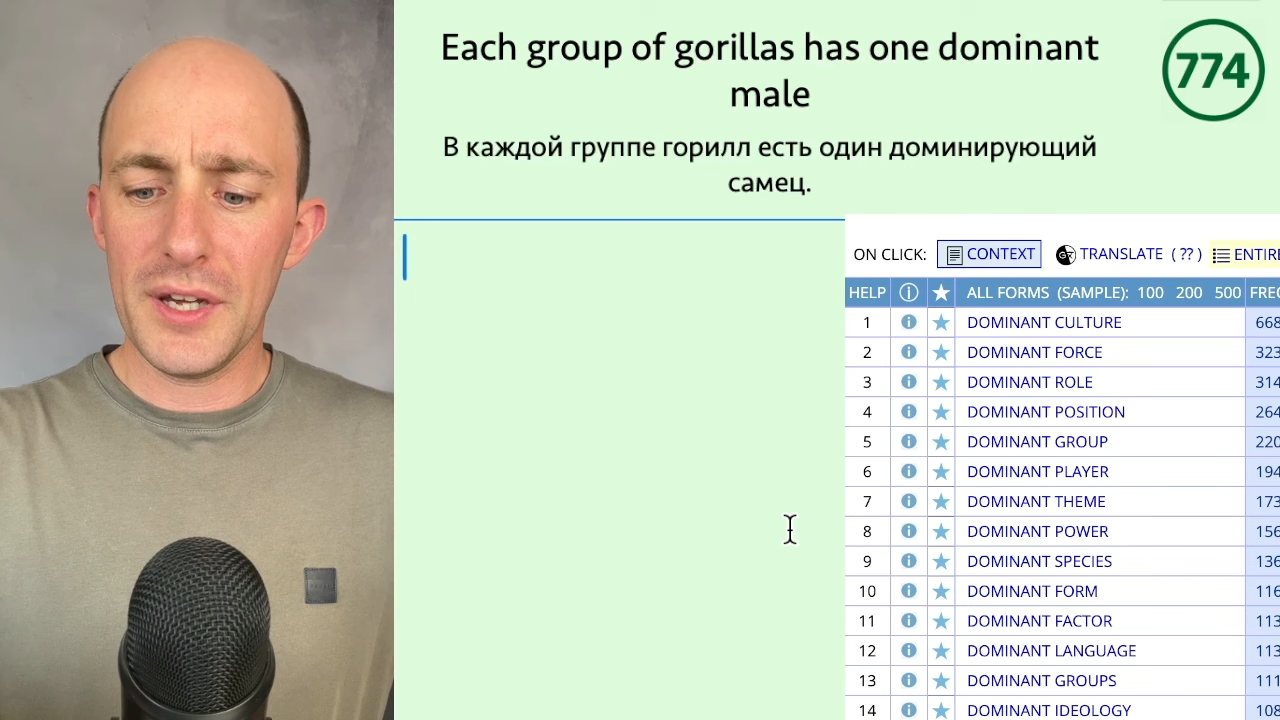 Each group of gorillas has one dominant
male
774
В каждой группе горилл есть один доминирующий
самец.
ON CLICK: CONTEXT TRANSLATE ( ?? ) ENTIRE
HELP ALL FORMS (SAMPLE): 100 200 500 FREQ
1 DOMINANT CULTURE 668
2 DOMINANT FORCE 323
3 DOMINANT ROLE 314
4 DOMINANT POSITION 264
5 DOMINANT GROUP 220
6 DOMINANT PLAYER 194
7 DOMINANT THEME 173
8 DOMINANT POWER 156
9 DOMINANT SPECIES 136
10 DOMINANT FORM 116
11 DOMINANT FACTOR 113
12 DOMINANT LANGUAGE 113
13 DOMINANT GROUPS 111
14 DOMINANT IDEOLOGY 108